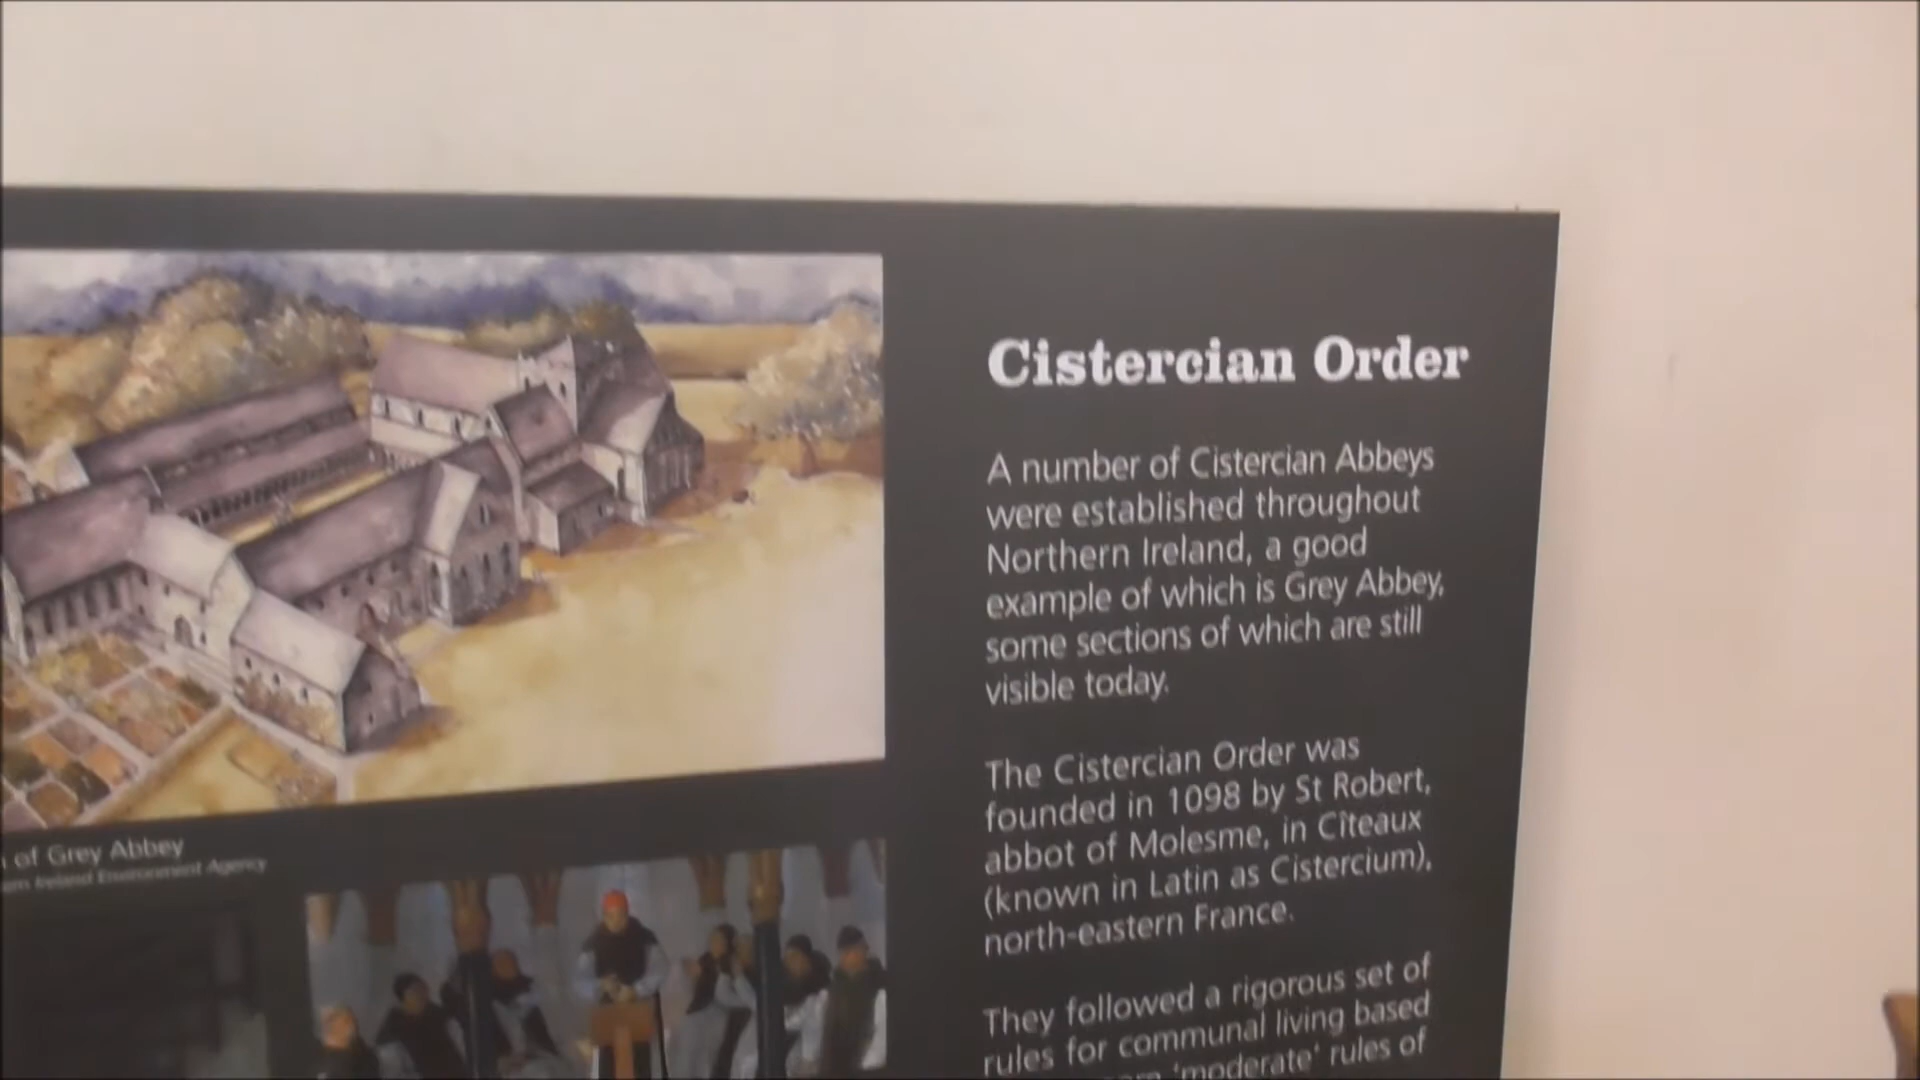 Cistercian Order
A number of Cistercian Abbeys
were established throughout
Northern Ireland, a good
example of which is Grey Abbey,
some sections of which are still
visible today.
The Cistercian Order was
founded in 1098 by St Robert,
abbot of Molesme, in Cîteaux
(known in Latin as Cistercium),
north-eastern France.
They followed a rigorous set of
rules for communal living based
'moderate' rules of
of Grey Abbey
Ireland Environment Agency